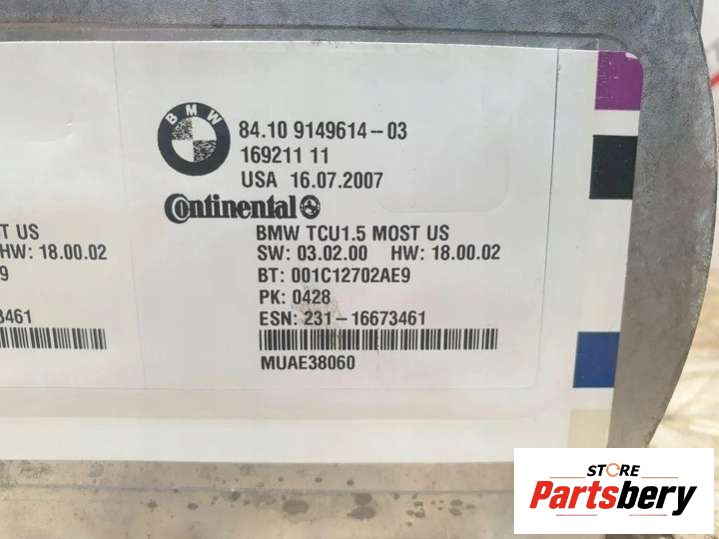 BMW
84.10 9149614-03
169211 11
USA 16.07.2007
Continental
BMW TCU1.5 MOST US
SW: 03.02.00 HW: 18.00.02
BT: 001C12702AE9
PK: 0428
ESN: 231-16673461
MUAE38060
T US
HW: 18.00.02
9
3461
STORE
Partsbery